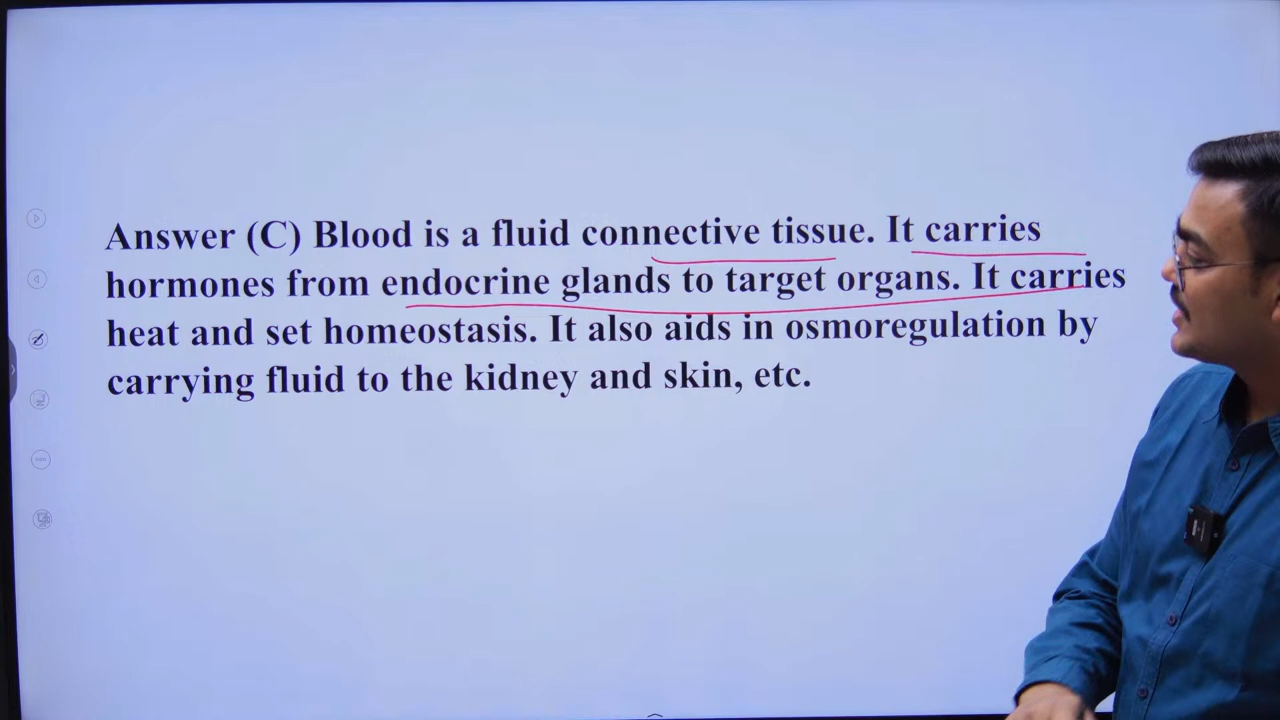 Answer (C) Blood is a fluid connective tissue. It carries
hormones from endocrine glands to target organs. It carries
heat and set homeostasis. It also aids in osmoregulation by
carrying fluid to the kidney and skin, etc.